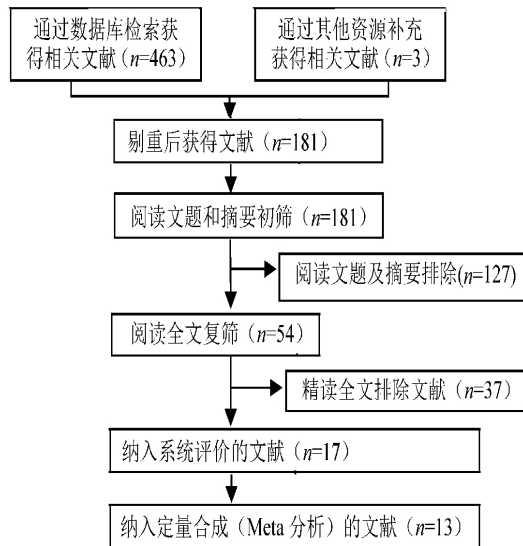 通过数据库检索获
得相关文献(n=463)
通过其他资源补充
获得相关文献(n=3)
剔重后获得文献（n=181）
阅读文题和摘要初筛（n=181）
阅读文题及摘要排除(n=127)
阅读全文复筛（n=54）
精读全文排除文献（n=37）
纳入系统评价的文献（n=17）
纳入定量合成（Meta 分析）的文献（n=13）